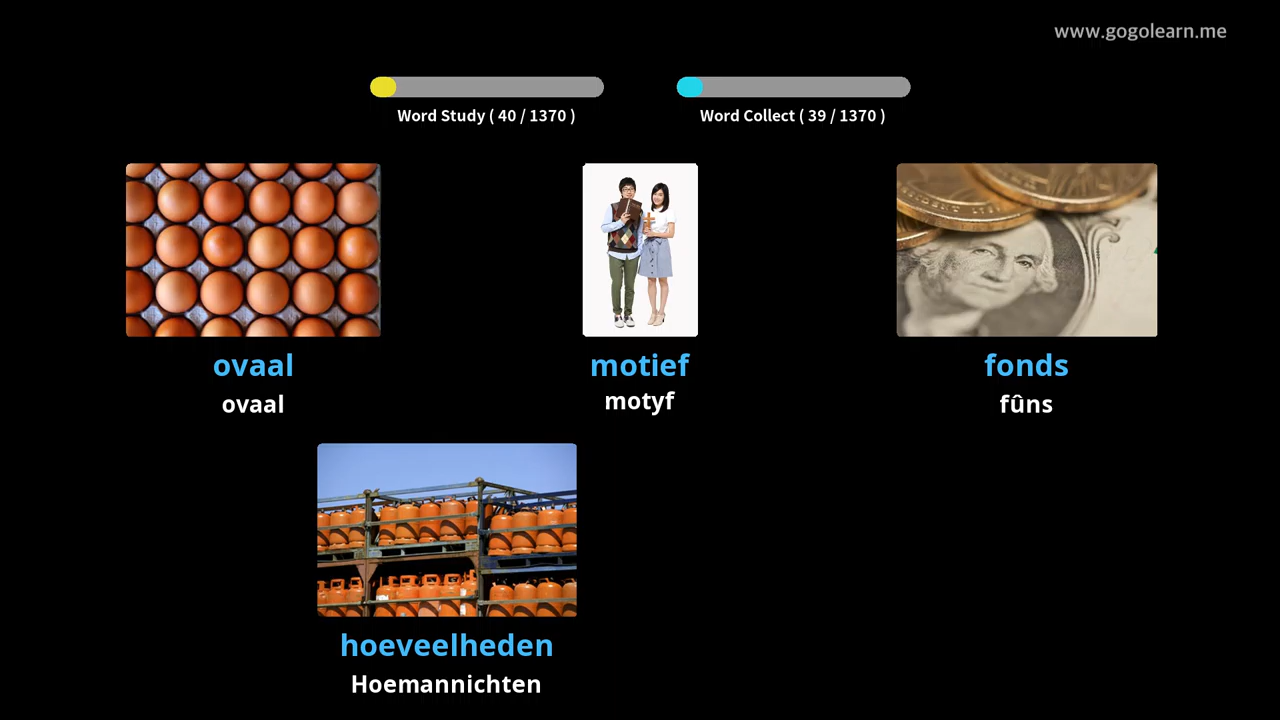 www.gogolearn.me
Word Study ( 40 / 1370 )
Word Collect ( 39 / 1370 )
ovaal
ovaal
motief
motyf
fonds
fûns
hoeveelheden
Hoemannichten